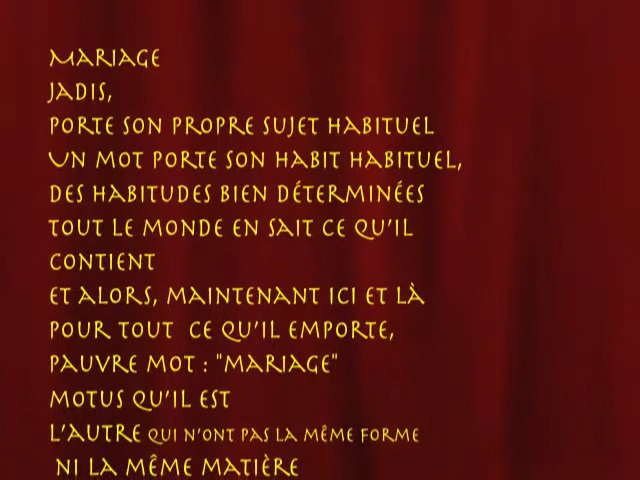 Mariage
Jadis,
Porte son propre sujet habituel
Un mot porte son habit habituel,
Des habitudes bien déterminées
Tout le monde en sait ce qu’il
contient
Et alors, maintenant ici et là
Pour tout ce qu’il emporte,
Pauvre mot : "mariage"
Motus qu’il est
L’autre qui n’ont pas la même forme
ni la même matière